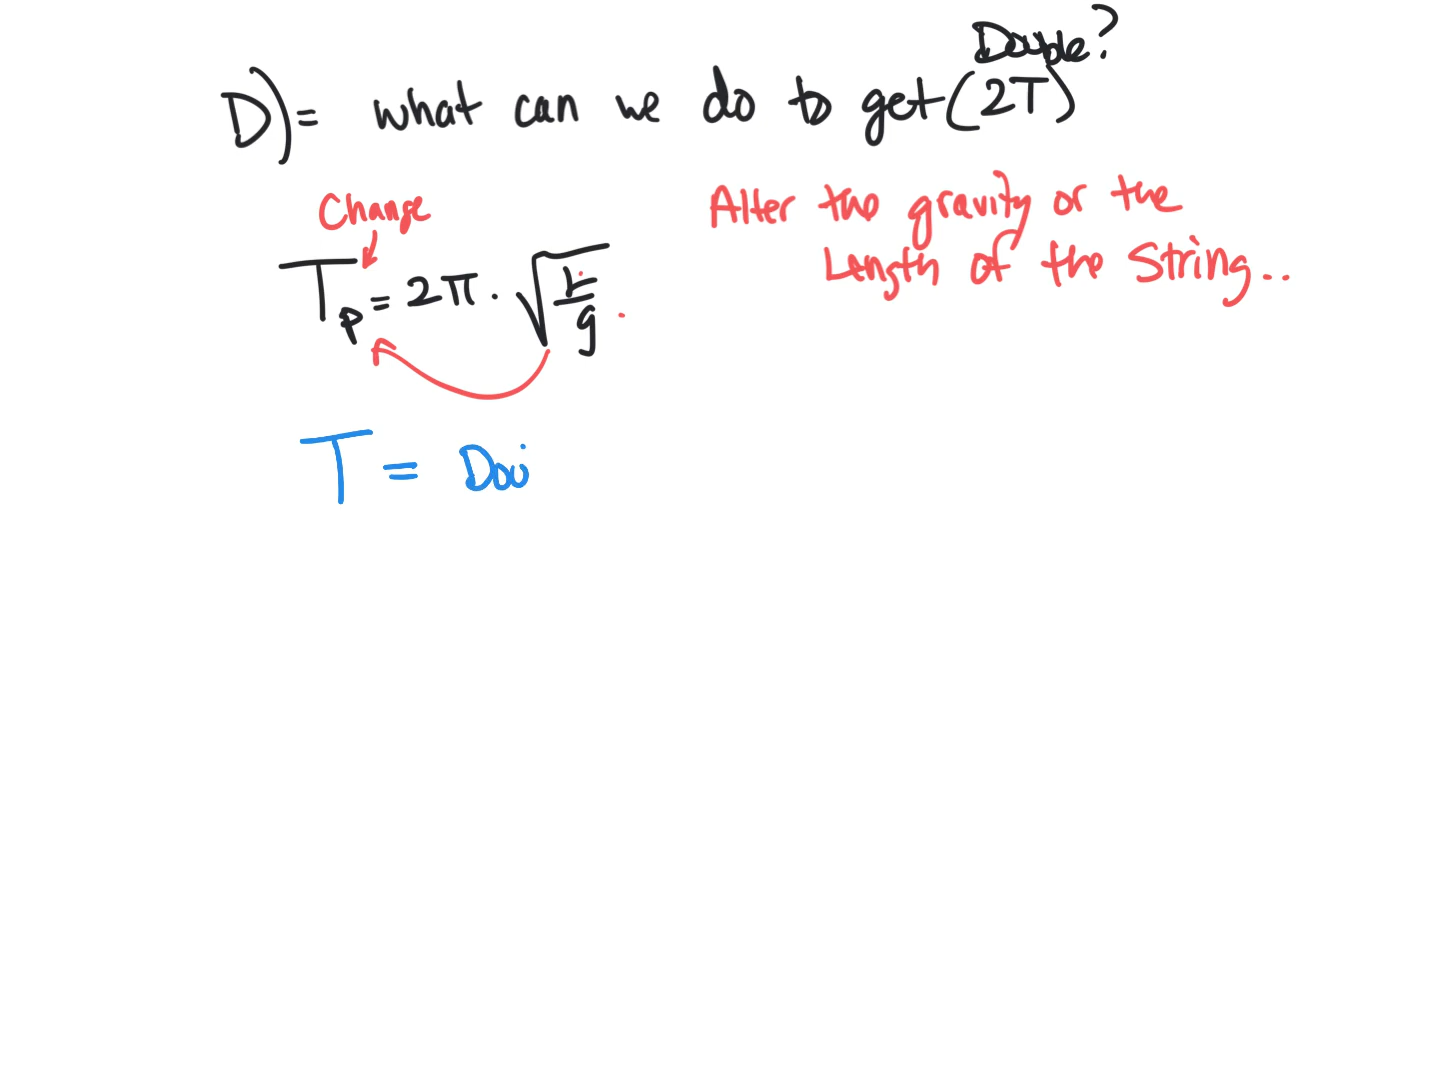 Double?
D) = what can we do to get (2T)
Change
Alter the gravity or the
Length of the String..
Tp = 2π · √(L/g)
T = Dou